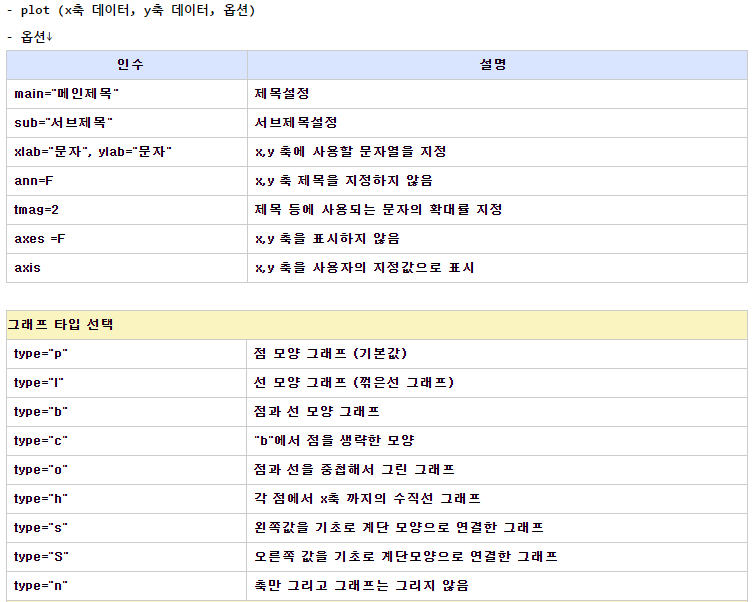 - plot (x축 데이터, y축 데이터, 옵션)
- 옵션↓
인수 설명
main="메인제목" 제목설정
sub="서브제목" 서브제목설정
xlab="문자", ylab="문자" x,y 축에 사용할 문자열을 지정
ann=F x,y 축 제목을 지정하지 않음
tmag=2 제목 등에 사용되는 문자의 확대률 지정
axes =F x,y 축을 표시하지 않음
axis x,y 축을 사용자의 지정값으로 표시
그래프 타입 선택
type="p" 점 모양 그래프 (기본값)
type="l" 선 모양 그래프 (꺾은선 그래프)
type="b" 점과 선 모양 그래프
type="c" "b"에서 점을 생략한 모양
type="o" 점과 선을 중첩해서 그린 그래프
type="h" 각 점에서 x축 까지의 수직선 그래프
type="s" 왼쪽값을 기초로 계단 모양으로 연결한 그래프
type="S" 오른쪽 값을 기초로 계단모양으로 연결한 그래프
type="n" 축만 그리고 그래프는 그리지 않음